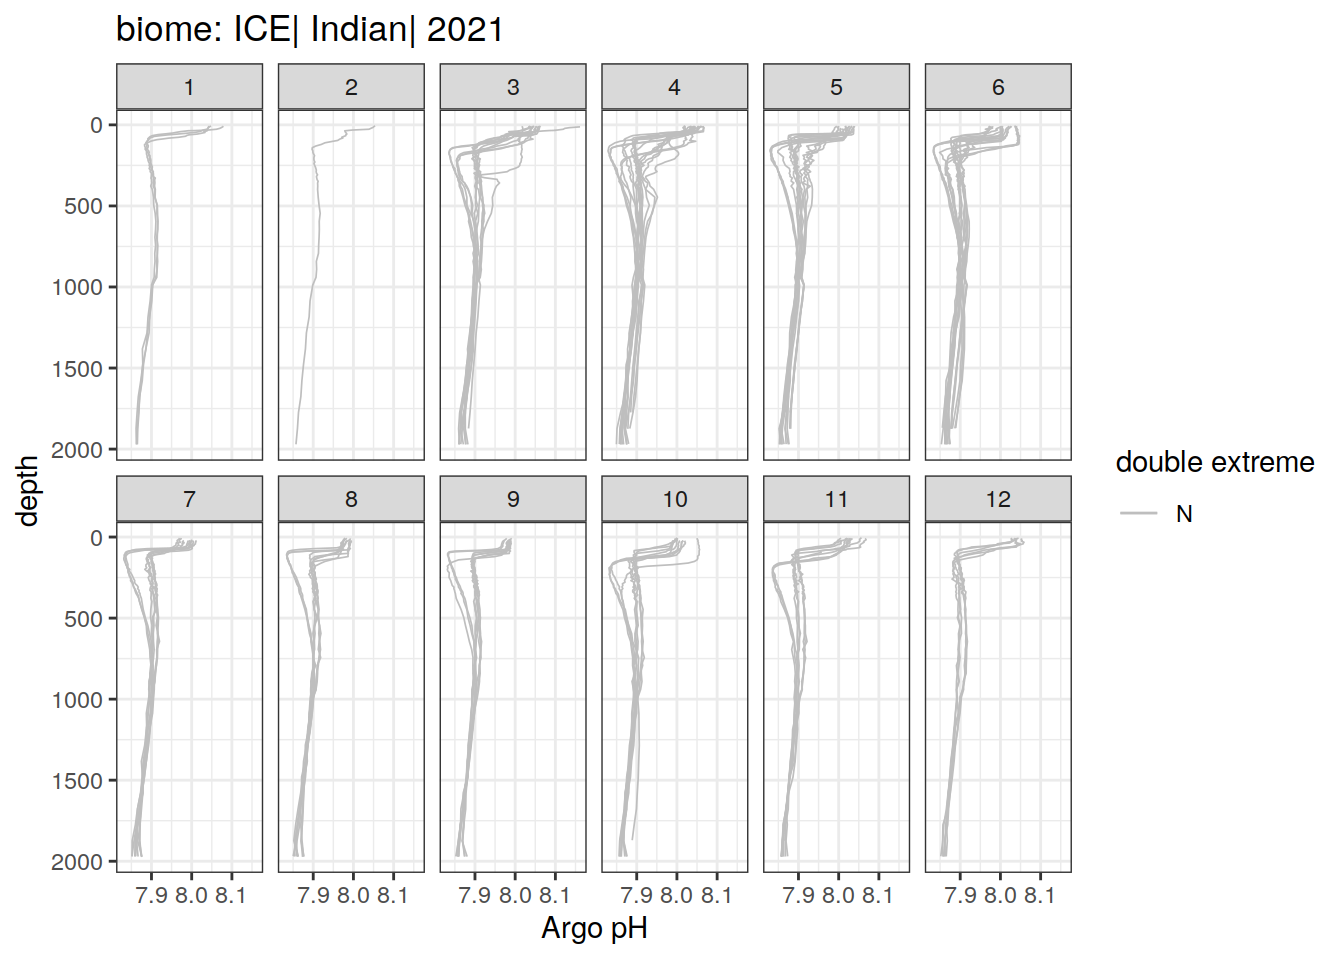 biome: ICE| Indian| 2021
1 2 3 4 5 6
0
500
1000
1500
2000
7 8 9 10 11 12
0
500
1000
1500
2000
7.9 8.0 8.1 7.9 8.0 8.1 7.9 8.0 8.1 7.9 8.0 8.1 7.9 8.0 8.1 7.9 8.0 8.1
Argo pH
depth
double extreme
N